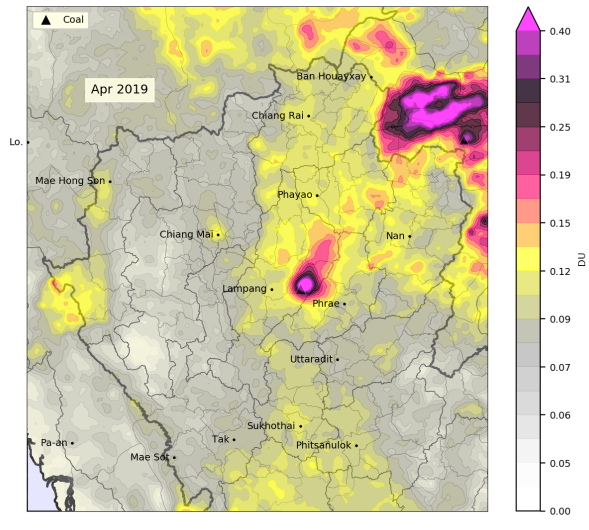 Coal
Apr 2019
Ban Houayxay
Chiang Rai
Lo.
Mae Hong Son
Phayao
Chiang Mai
Nan
Lampang
Phrae
Uttaradit
Sukhothai
Tak
Phitsanulok
Pa-an
Mae Sot
0.40
0.31
0.25
0.19
0.15
0.12
0.09
0.07
0.06
0.05
0.00
DU